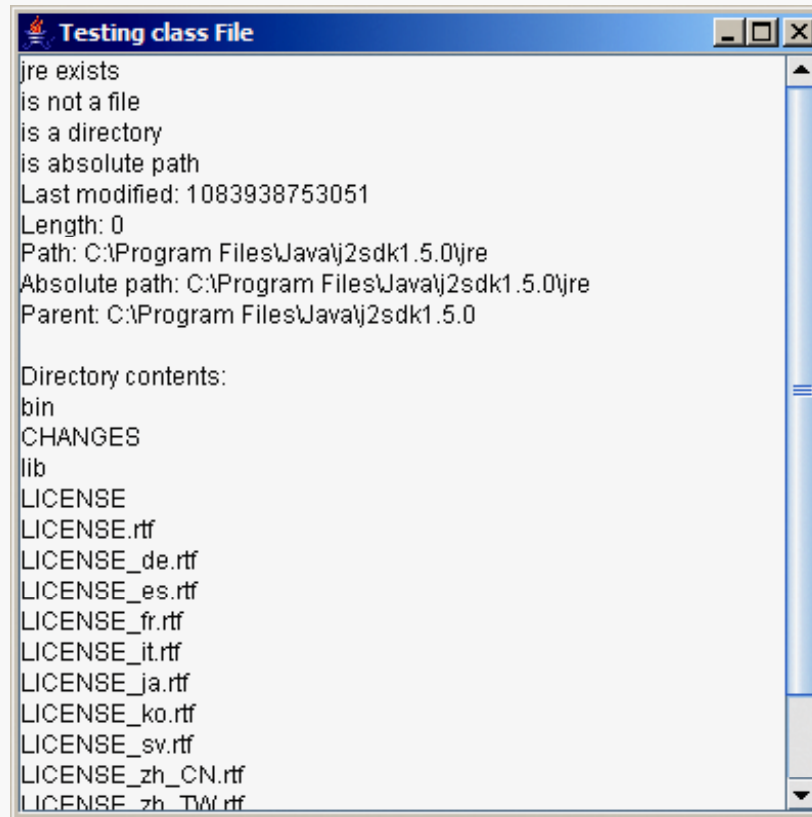 Testing class File
jre exists
is not a file
is a directory
is absolute path
Last modified: 1083938753051
Length: 0
Path: C:\Program Files\Java\j2sdk1.5.0\jre
Absolute path: C:\Program Files\Java\j2sdk1.5.0\jre
Parent: C:\Program Files\Java\j2sdk1.5.0
Directory contents:
bin
CHANGES
lib
LICENSE
LICENSE.rtf
LICENSE_de.rtf
LICENSE_es.rtf
LICENSE_fr.rtf
LICENSE_it.rtf
LICENSE_ja.rtf
LICENSE_ko.rtf
LICENSE_sv.rtf
LICENSE_zh_CN.rtf
LICENSE_zh_TW.rtf